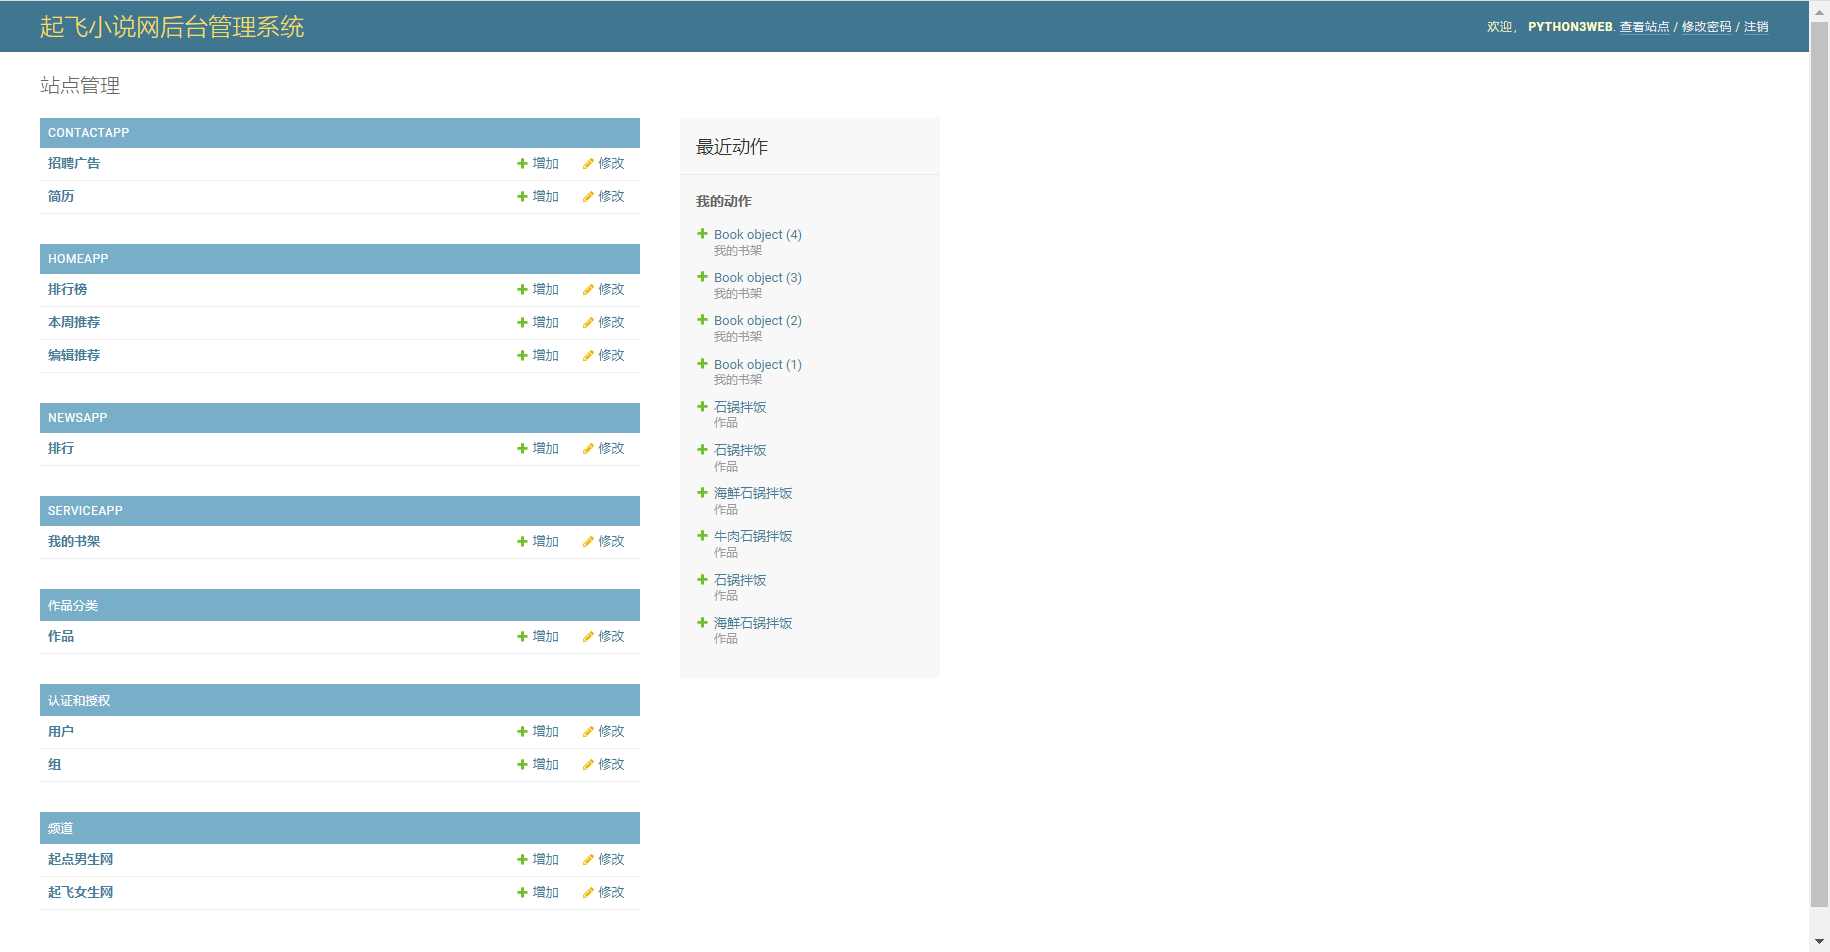 起飞小说网后台管理系统
欢迎， PYTHON3WEB. 查看站点 / 修改密码 / 注销
站点管理
CONTACTAPP
招聘广告 增加 修改
简历 增加 修改
HOMEAPP
排行榜 增加 修改
本周推荐 增加 修改
编辑推荐 增加 修改
NEWSAPP
排行 增加 修改
SERVICEAPP
我的书架 增加 修改
作品分类
作品 增加 修改
认证和授权
用户 增加 修改
组 增加 修改
频道
起点男生网 增加 修改
起飞女生网 增加 修改
最近动作
我的动作
Book object (4)
我的书架
Book object (3)
我的书架
Book object (2)
我的书架
Book object (1)
我的书架
石锅拌饭
作品
石锅拌饭
作品
海鲜石锅拌饭
作品
牛肉石锅拌饭
作品
石锅拌饭
作品
海鲜石锅拌饭
作品